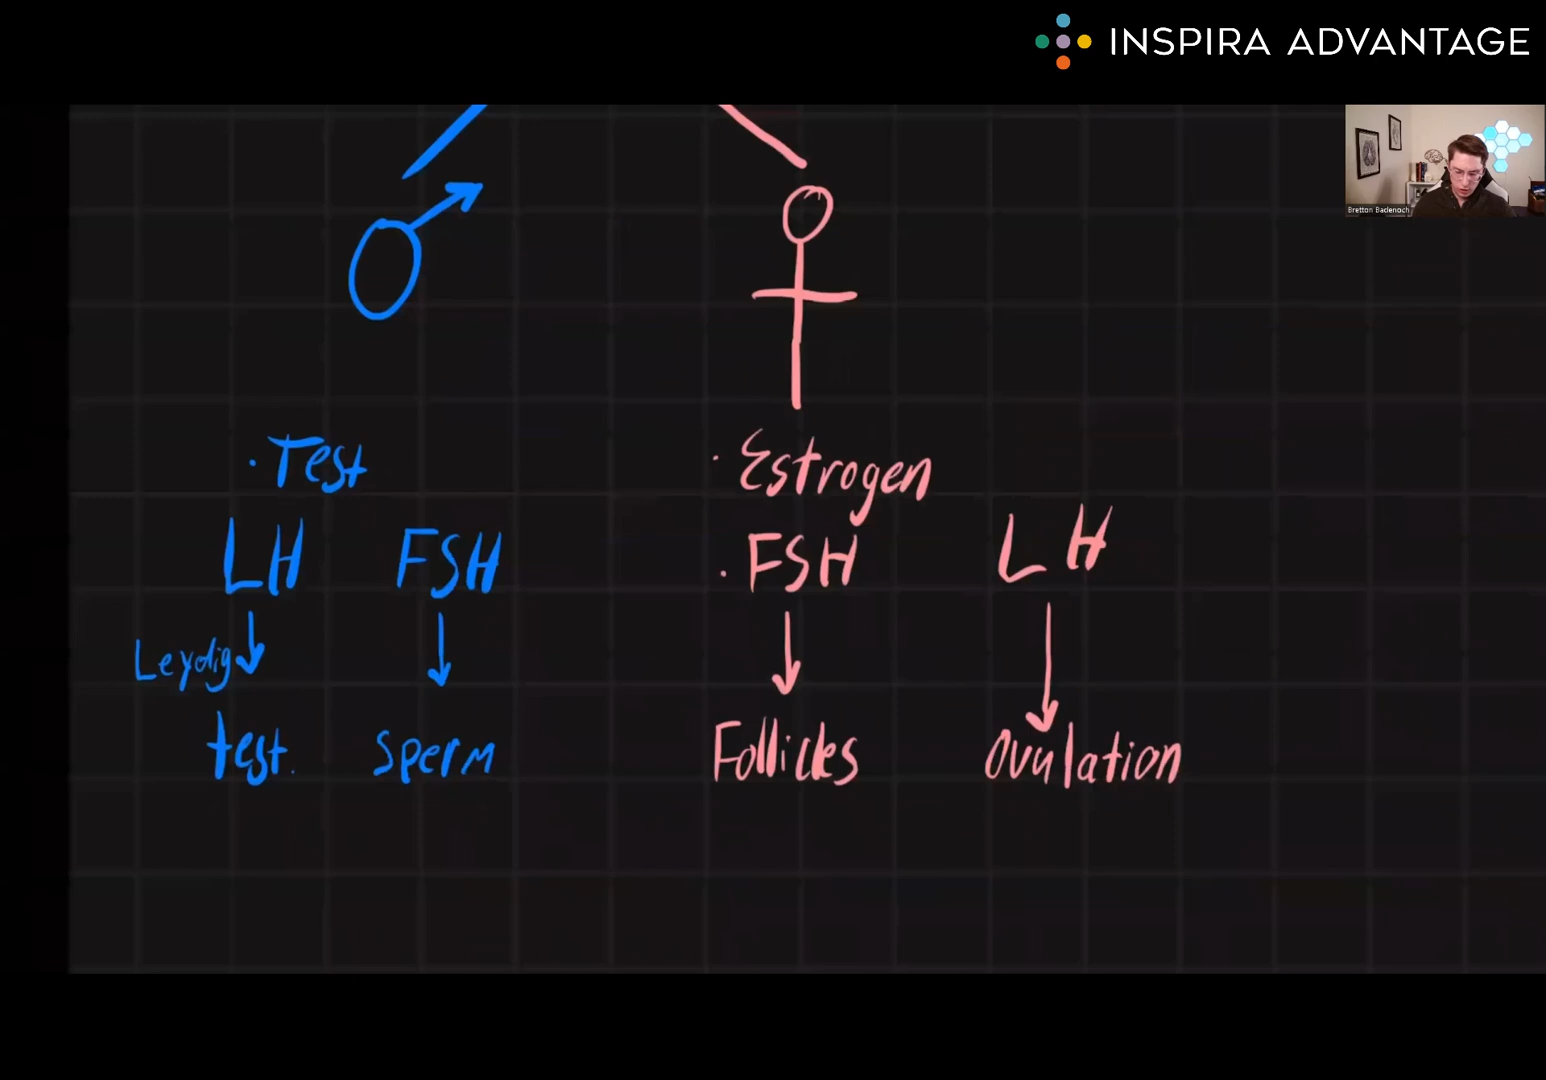 INSPIRA ADVANTAGE
Bretton Badenoch
· Test
LH FSH
Leydig
test. Sperm
· Estrogen
· FSH LH
Follicles Ovulation